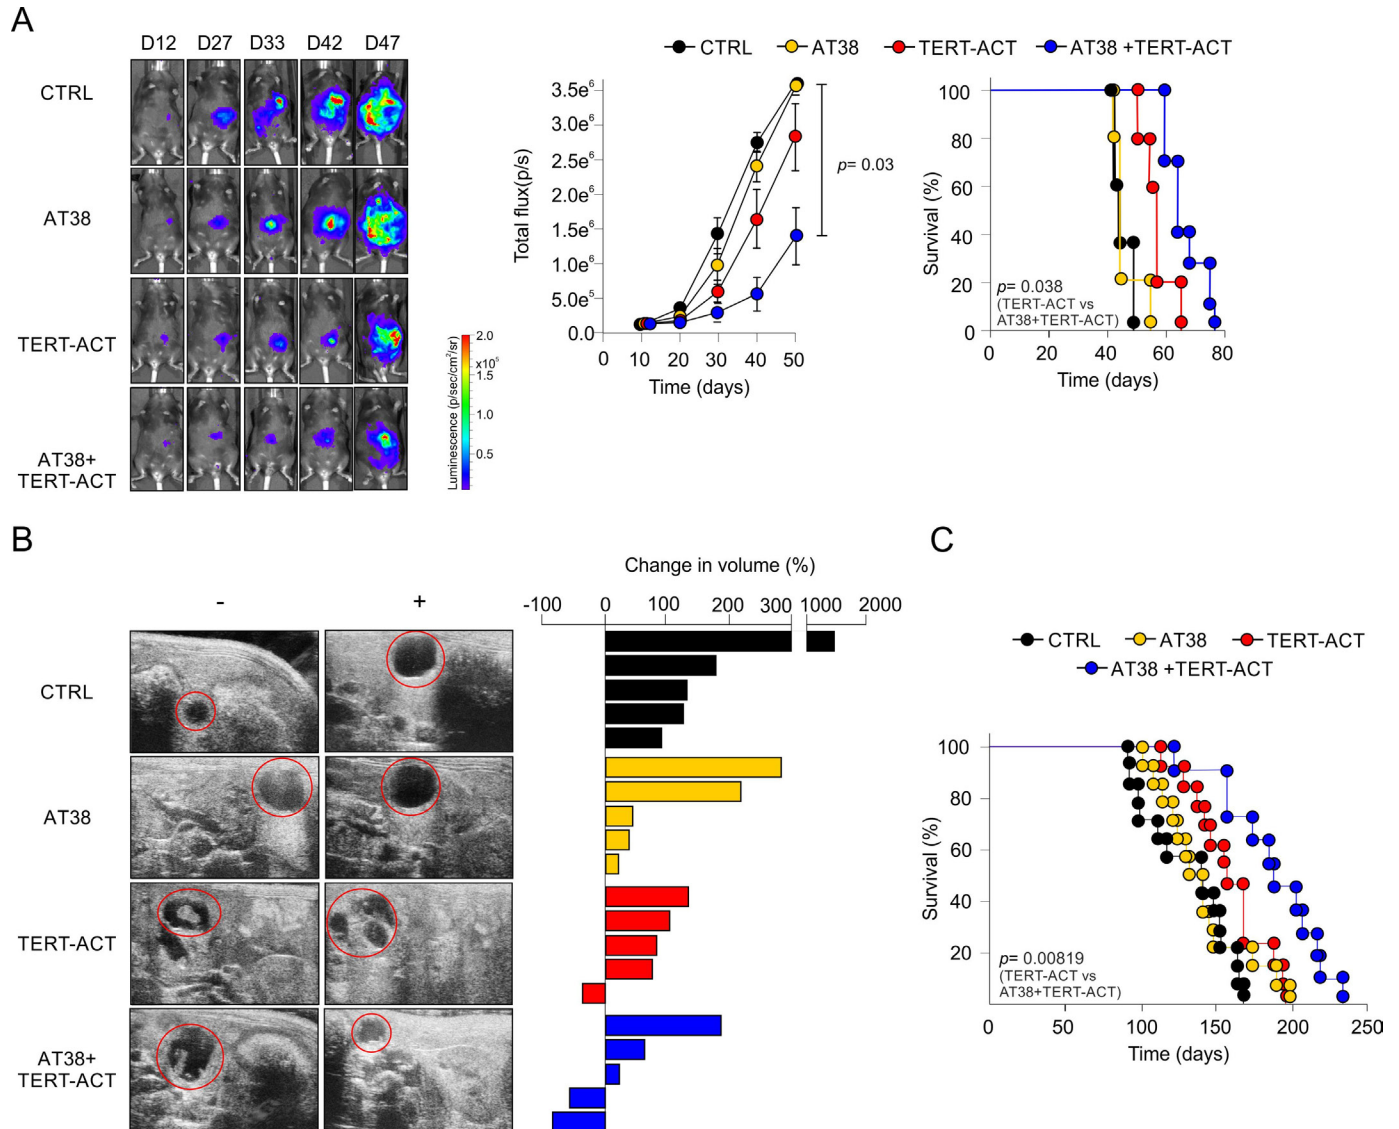 A
D12 D27 D33 D42 D47
CTRL
AT38
TERT-ACT
AT38+
TERT-ACT
Luminescence (p/sec/cm²/sr)
2.0
x10⁵
1.5
1.0
0.5
CTRL AT38 TERT-ACT AT38 +TERT-ACT
Total flux(p/s)
3.5e⁶
3.0e⁶
2.5e⁶
2.0e⁶
1.5e⁶
1.0e⁶
5.0e⁵
0.0
0 10 20 30 40 50
Time (days)
p= 0.03
Survival (%)
100
80
60
40
20
0
p= 0.038
(TERT-ACT vs
AT38+TERT-ACT)
0 20 40 60 80
Time (days)
B
- +
CTRL
AT38
TERT-ACT
AT38+
TERT-ACT
Change in volume (%)
-100 0 100 200 300 1000 2000
C
CTRL AT38 TERT-ACT
AT38 +TERT-ACT
Survival (%)
100
80
60
40
20
p= 0.00819
(TERT-ACT vs
AT38+TERT-ACT)
0 50 100 150 200 250
Time (days)